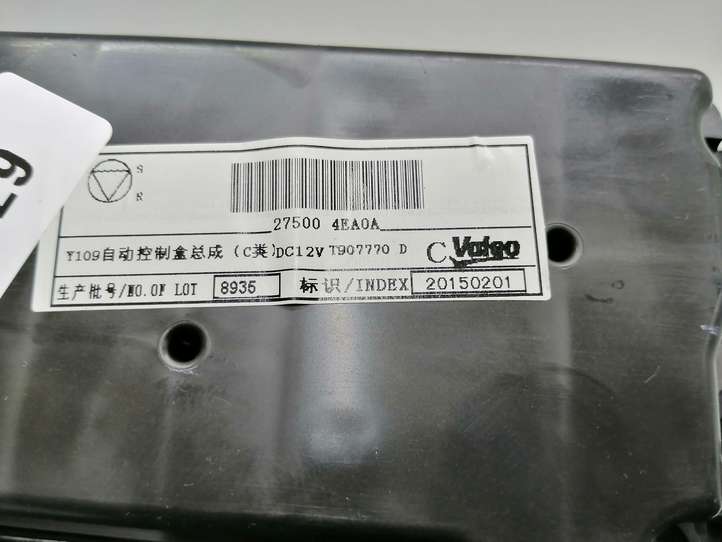 S
R
27500 4EA0A
Y109自动控制盒总成 (C类)DC12V T907770 D C Valeo
生产批号/NO.OF LOT 8935 标识/INDEX 20150201